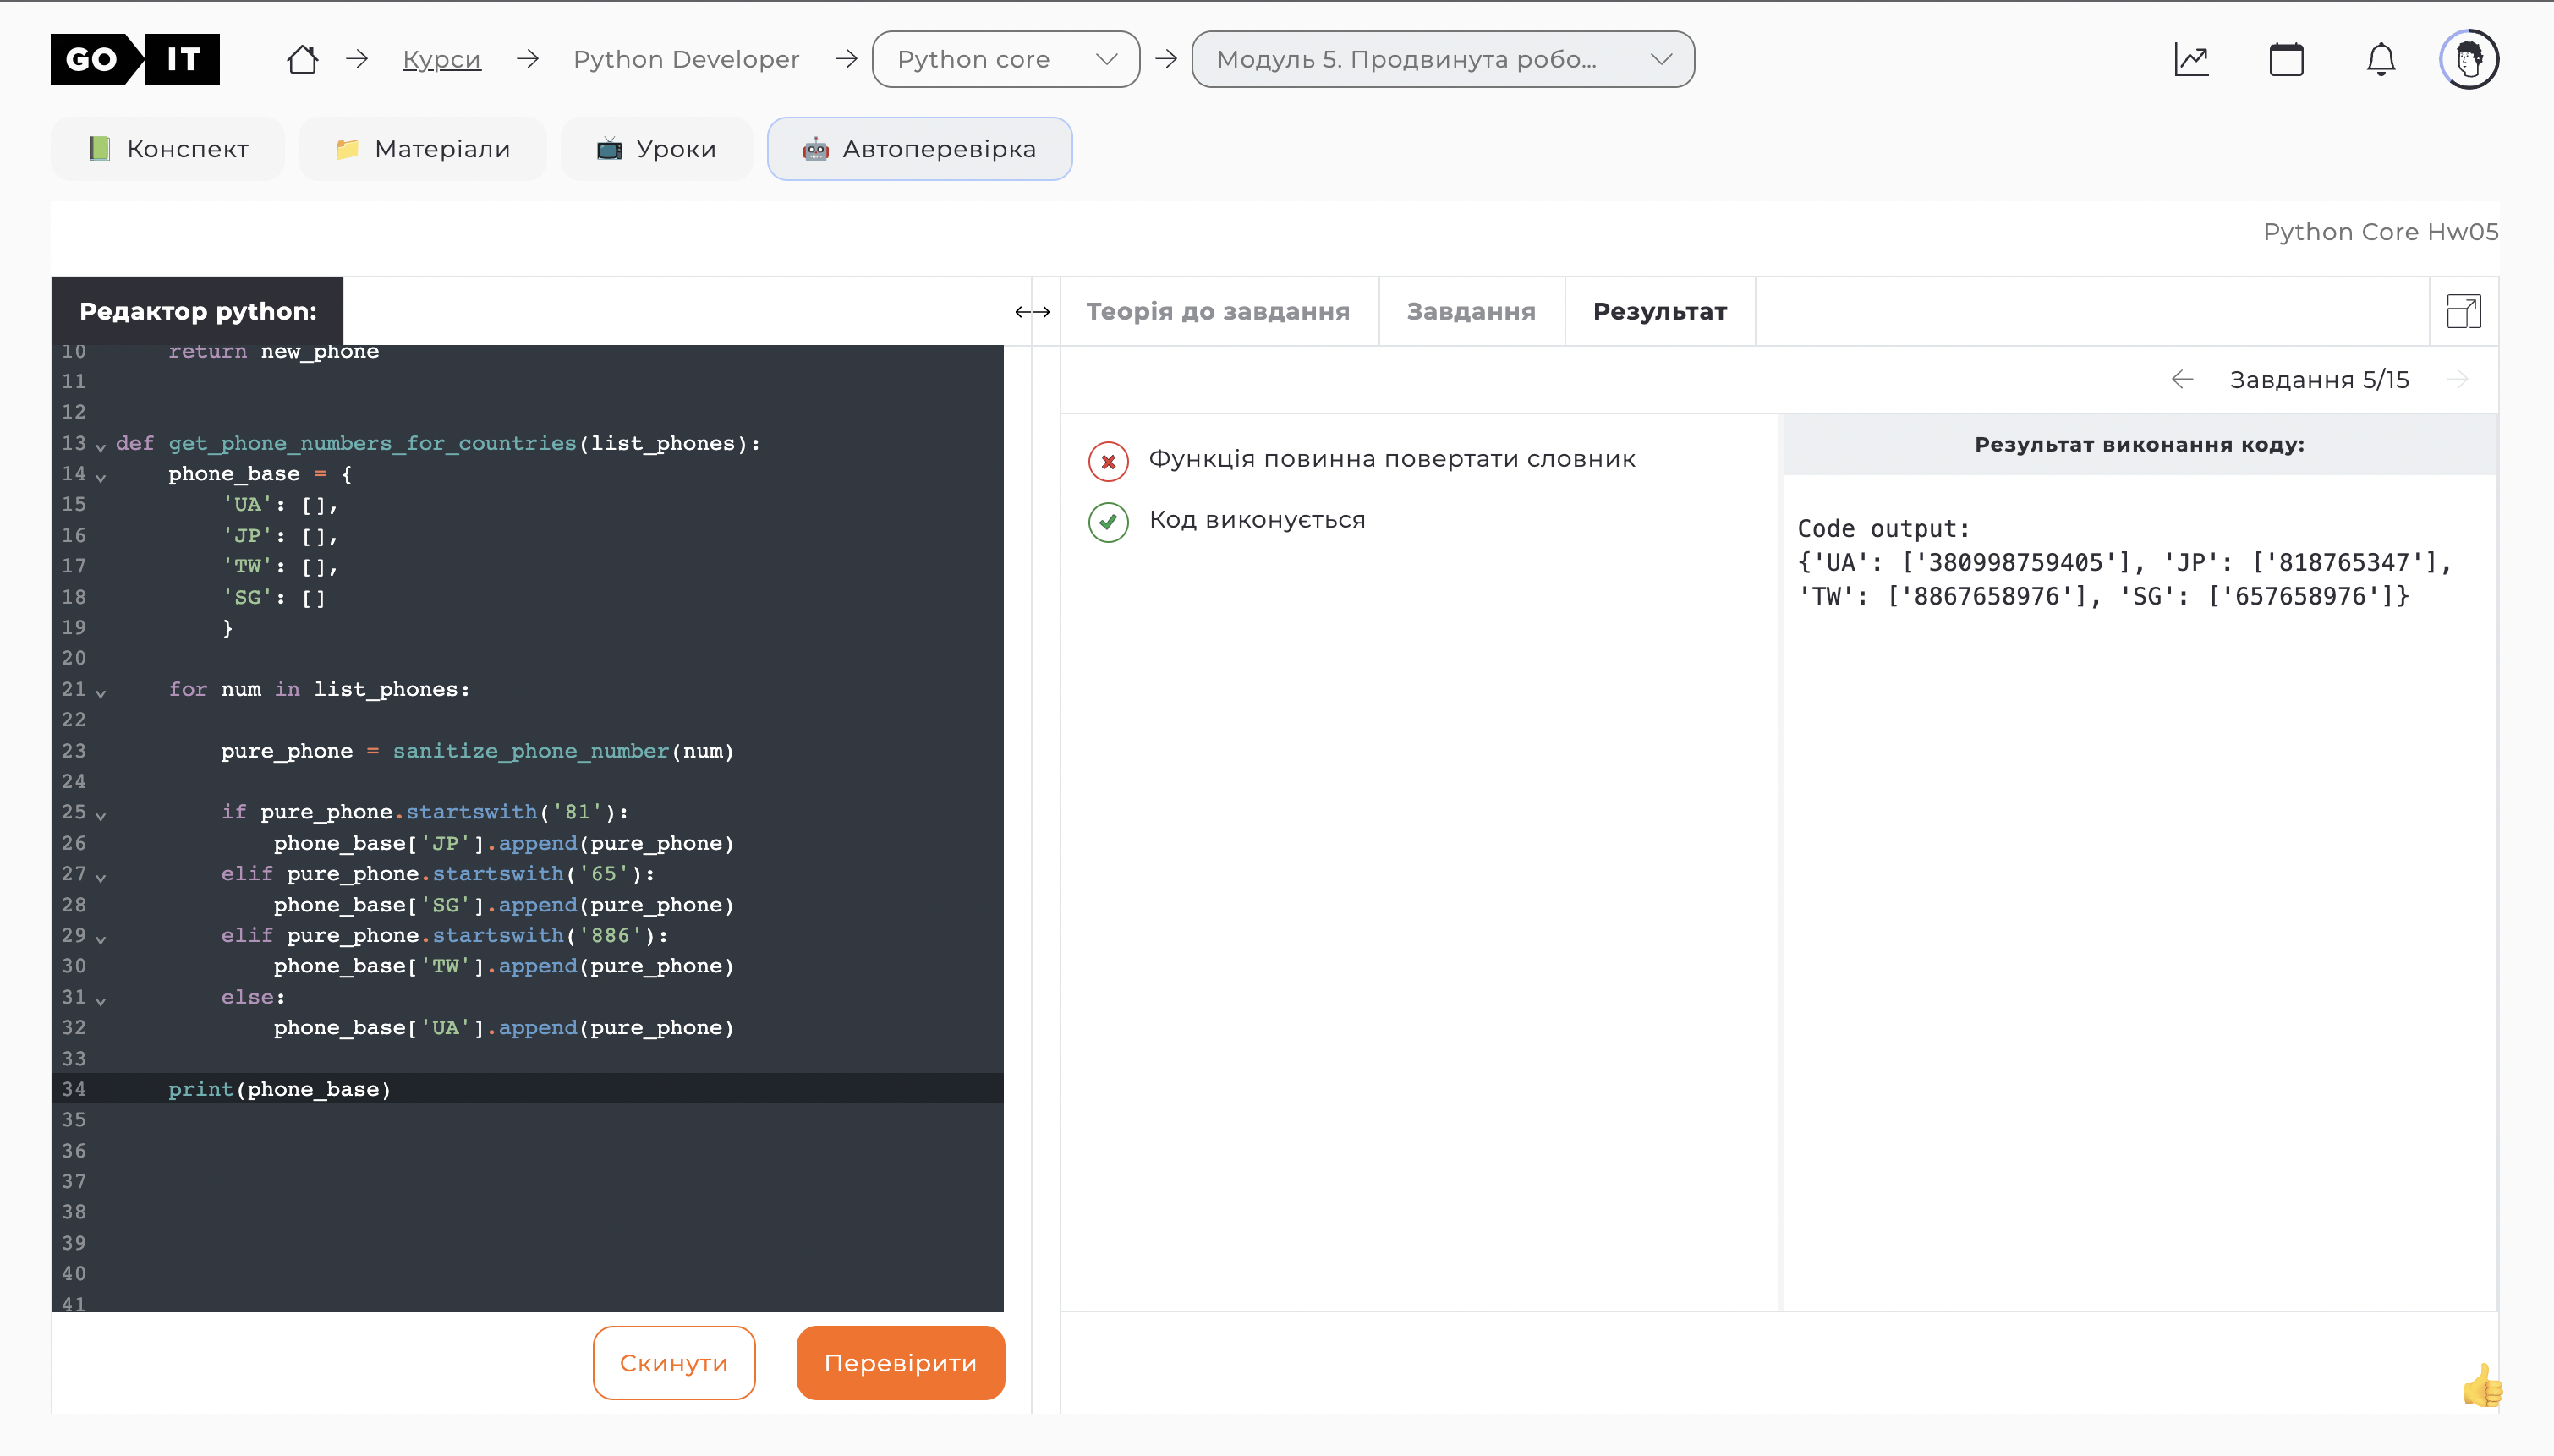 GO IT
Курси
Python Developer
Python core
Модуль 5. Продвинута робо...
Конспект
Матеріали
Уроки
Автоперевірка
Python Core Hw05
Редактор python:
Теорія до завдання
Завдання
Результат
Завдання 5/15
10 return new_phone
11
12
13 def get_phone_numbers_for_countries(list_phones):
14 phone_base = {
15 'UA': [],
16 'JP': [],
17 'TW': [],
18 'SG': []
19 }
20
21 for num in list_phones:
22
23 pure_phone = sanitize_phone_number(num)
24
25 if pure_phone.startswith('81'):
26 phone_base['JP'].append(pure_phone)
27 elif pure_phone.startswith('65'):
28 phone_base['SG'].append(pure_phone)
29 elif pure_phone.startswith('886'):
30 phone_base['TW'].append(pure_phone)
31 else:
32 phone_base['UA'].append(pure_phone)
33
34 print(phone_base)
35
36
37
38
39
40
41
Скинути
Перевірити
Функція повинна повертати словник
Код виконується
Результат виконання коду:
Code output:
{'UA': ['380998759405'], 'JP': ['818765347'],
'TW': ['8867658976'], 'SG': ['657658976']}